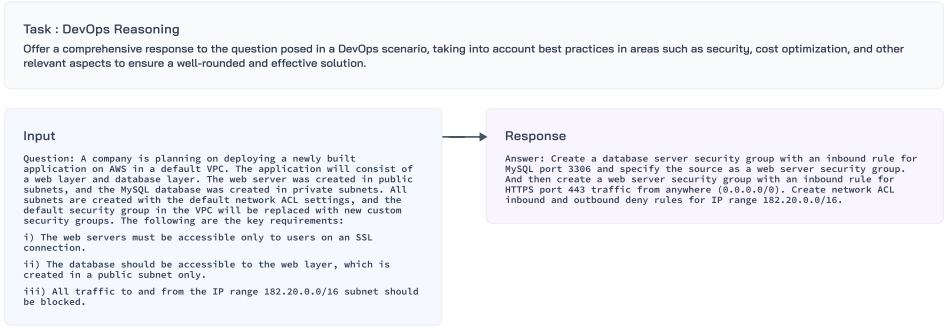 Task : DevOps Reasoning
Offer a comprehensive response to the question posed in a DevOps scenario, taking into account best practices in areas such as security, cost optimization, and other
relevant aspects to ensure a well-rounded and effective solution.
Input
Question: A company is planning on deploying a newly built
application on AWS in a default VPC. The application will consist of
a web layer and database layer. The web server was created in public
subnets, and the MySQL database was created in private subnets. All
subnets are created with the default network ACL settings, and the
default security group in the VPC will be replaced with new custom
security groups. The following are the key requirements:
i) The web servers must be accessible only to users on an SSL
connection.
ii) The database should be accessible to the web layer, which is
created in a public subnet only.
iii) All traffic to and from the IP range 182.20.0.0/16 subnet should
be blocked.
Response
Answer: Create a database server security group with an inbound rule for
MySQL port 3306 and specify the source as a web server security group.
And then create a web server security group with an inbound rule for
HTTPS port 443 traffic from anywhere (0.0.0.0/0). Create network ACL
inbound and outbound deny rules for IP range 182.20.0.0/16.